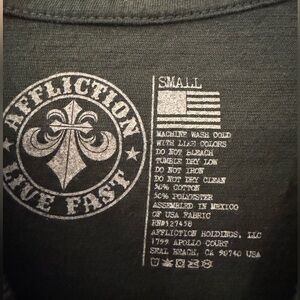 AFFLICTION
LIVE FAST
SMALL
MACHINE WASH COLD
WITH LIKE COLORS
DO NOT BLEACH
TUMBLE DRY LOW
DO NOT IRON
DO NOT DRY CLEAN
50% COTTON
50% POLYESTER
ASSEMBLED IN MEXICO
OF USA FABRIC
RN#127458
AFFLICTION HOLDINGS, LLC
1799 APOLLO COURT
SEAL BEACH, CA 90740 USA